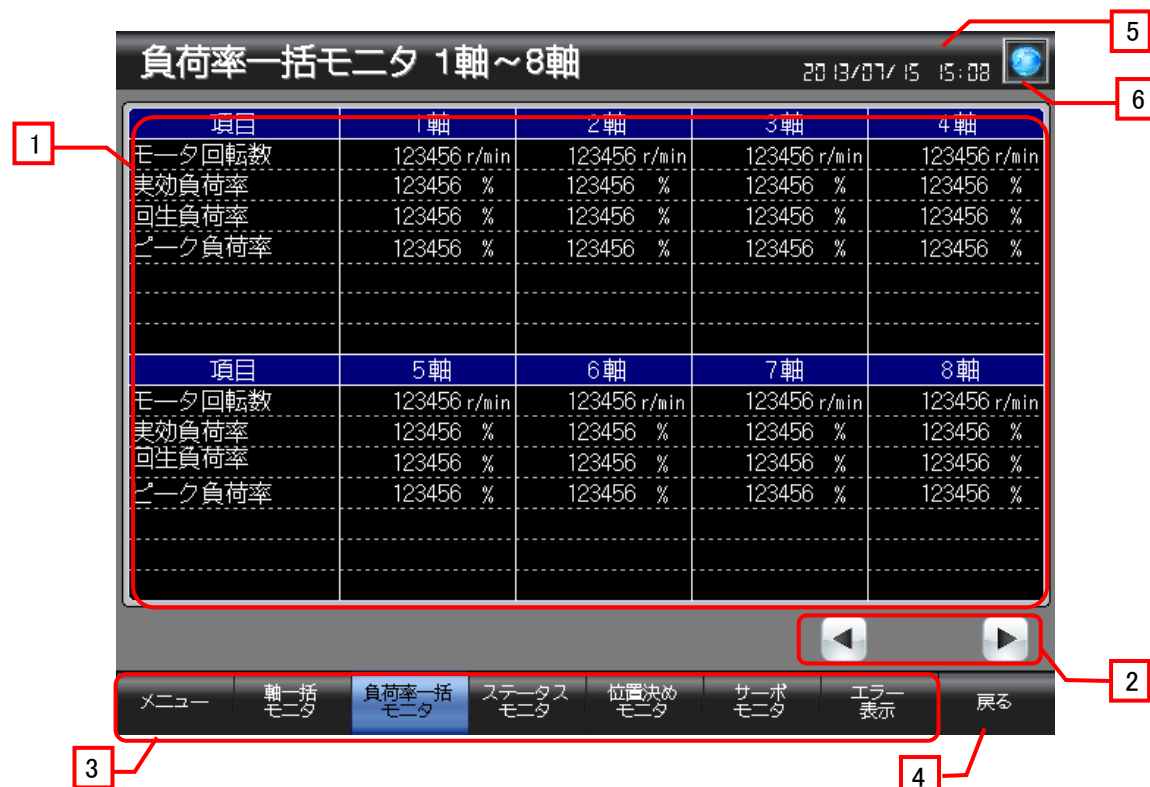 5
負荷率一括モニタ 1軸～8軸
2013/07/15 15:08
6
1
項目 1軸 2軸 3軸 4軸
モータ回転数 123456 r/min 123456 r/min 123456 r/min 123456 r/min
実効負荷率 123456 % 123456 % 123456 % 123456 %
回生負荷率 123456 % 123456 % 123456 % 123456 %
ピーク負荷率 123456 % 123456 % 123456 % 123456 %
項目 5軸 6軸 7軸 8軸
モータ回転数 123456 r/min 123456 r/min 123456 r/min 123456 r/min
実効負荷率 123456 % 123456 % 123456 % 123456 %
回生負荷率 123456 % 123456 % 123456 % 123456 %
ピーク負荷率 123456 % 123456 % 123456 % 123456 %
2
メニュー
軸一括
モニタ
負荷率一括
モニタ
ステータス
モニタ
位置決め
モニタ
サーボ
モニタ
エラー
表示
戻る
3
4